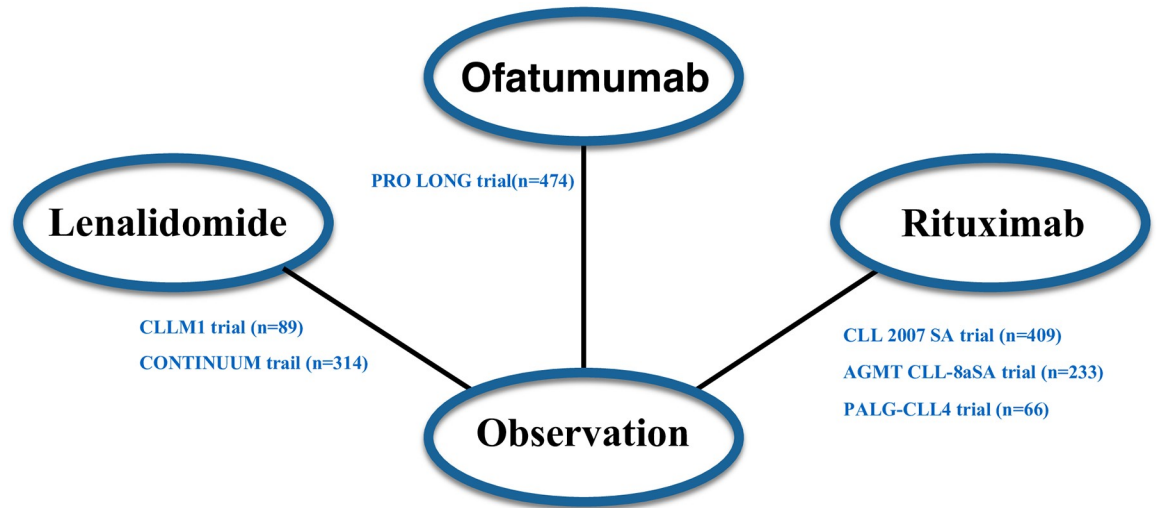 Ofatumumab
PRO LONG trial(n=474)
Lenalidomide
Rituximab
CLLM1 trial (n=89)
CONTINUUM trail (n=314)
CLL 2007 SA trial (n=409)
AGMT CLL-8aSA trial (n=233)
PALG-CLL4 trial (n=66)
Observation